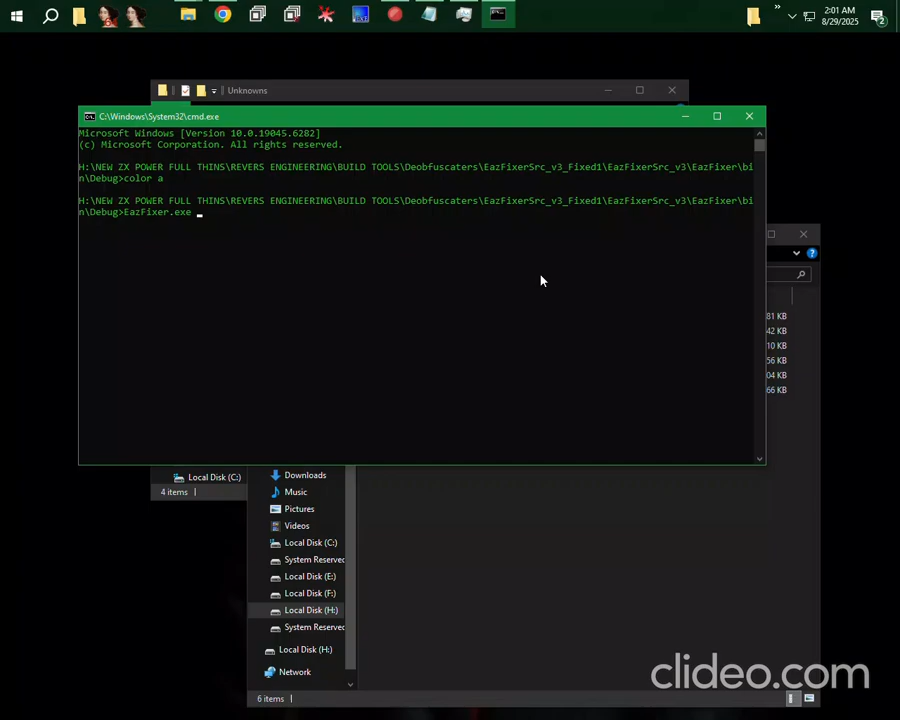 2:01 AM
8/29/2025
2
Unknowns
C:\Windows\System32\cmd.exe
Microsoft Windows [Version 10.0.19045.6282]
(c) Microsoft Corporation. All rights reserved.
H:\NEW ZX POWER FULL THINS\REVERS ENGINEERING\BUILD TOOLS\Deobfuscaters\EazFixerSrc_v3_Fixed1\EazFixerSrc_v3\EazFixer\bi
n\Debug>color a
H:\NEW ZX POWER FULL THINS\REVERS ENGINEERING\BUILD TOOLS\Deobfuscaters\EazFixerSrc_v3_Fixed1\EazFixerSrc_v3\EazFixer\bi
n\Debug>EazFixer.exe
81 KB
42 KB
10 KB
56 KB
04 KB
66 KB
Local Disk (C:)
4 items
Downloads
Music
Pictures
Videos
Local Disk (C:)
System Reserved
Local Disk (E:)
Local Disk (F:)
Local Disk (H:)
System Reserved
Local Disk (H:)
Network
6 items
clideo.com